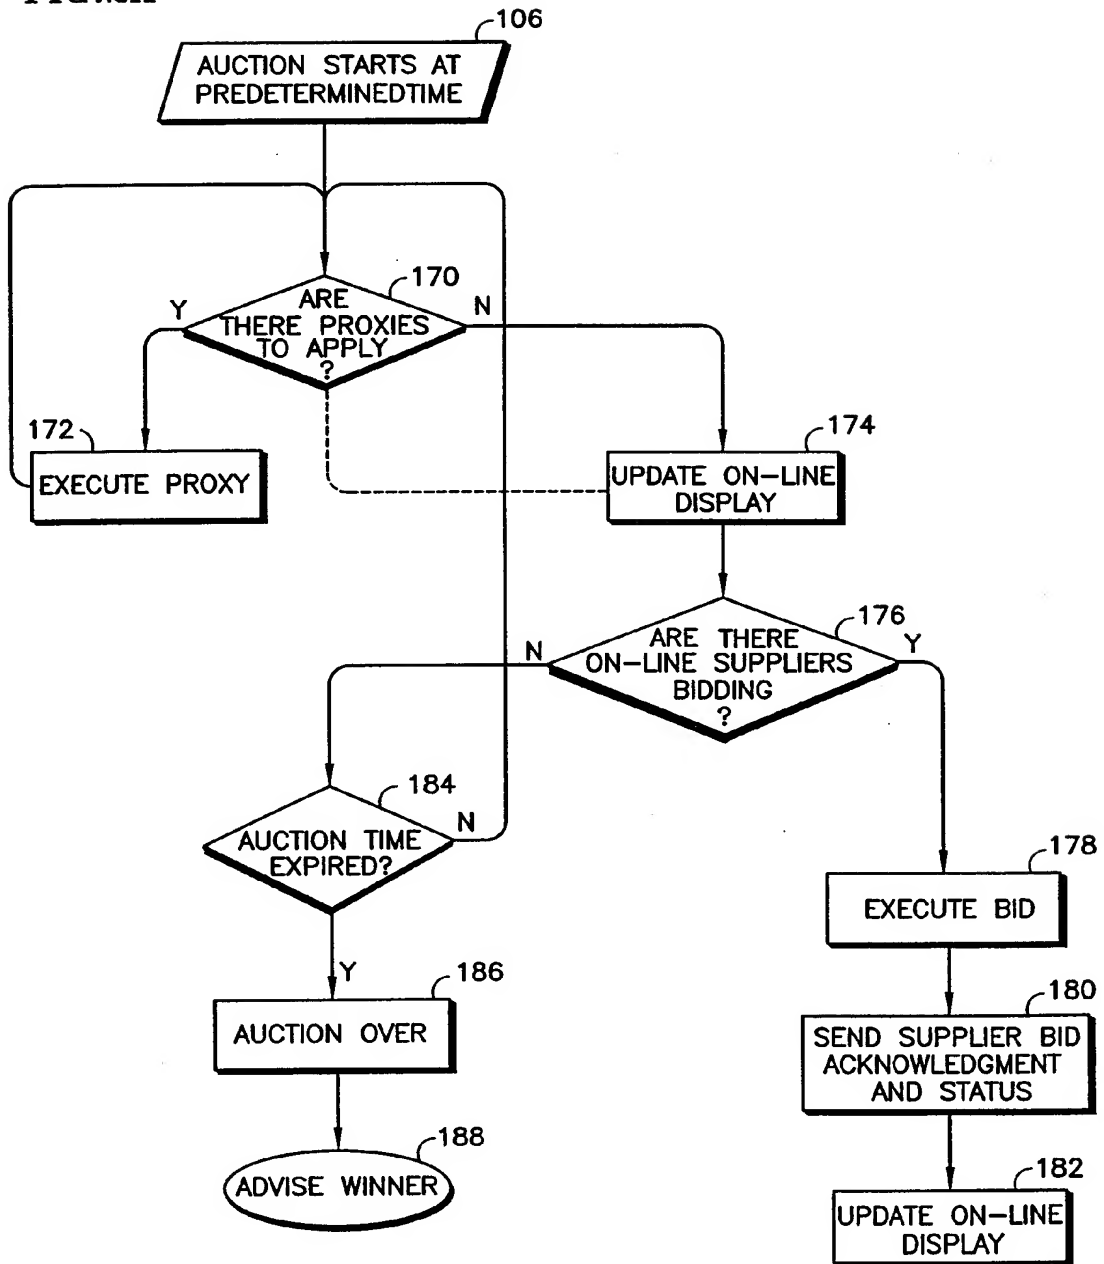 106
AUCTION STARTS AT
PREDETERMINEDTIME
170
Y
N
ARE
THERE PROXIES
TO APPLY
?
172
EXECUTE PROXY
174
UPDATE ON-LINE
DISPLAY
176
N
Y
ARE THERE
ON-LINE SUPPLIERS
BIDDING
?
184
N
AUCTION TIME
EXPIRED?
178
EXECUTE BID
Y
186
AUCTION OVER
180
SEND SUPPLIER BID
ACKNOWLEDGMENT
AND STATUS
188
ADVISE WINNER
182
UPDATE ON-LINE
DISPLAY